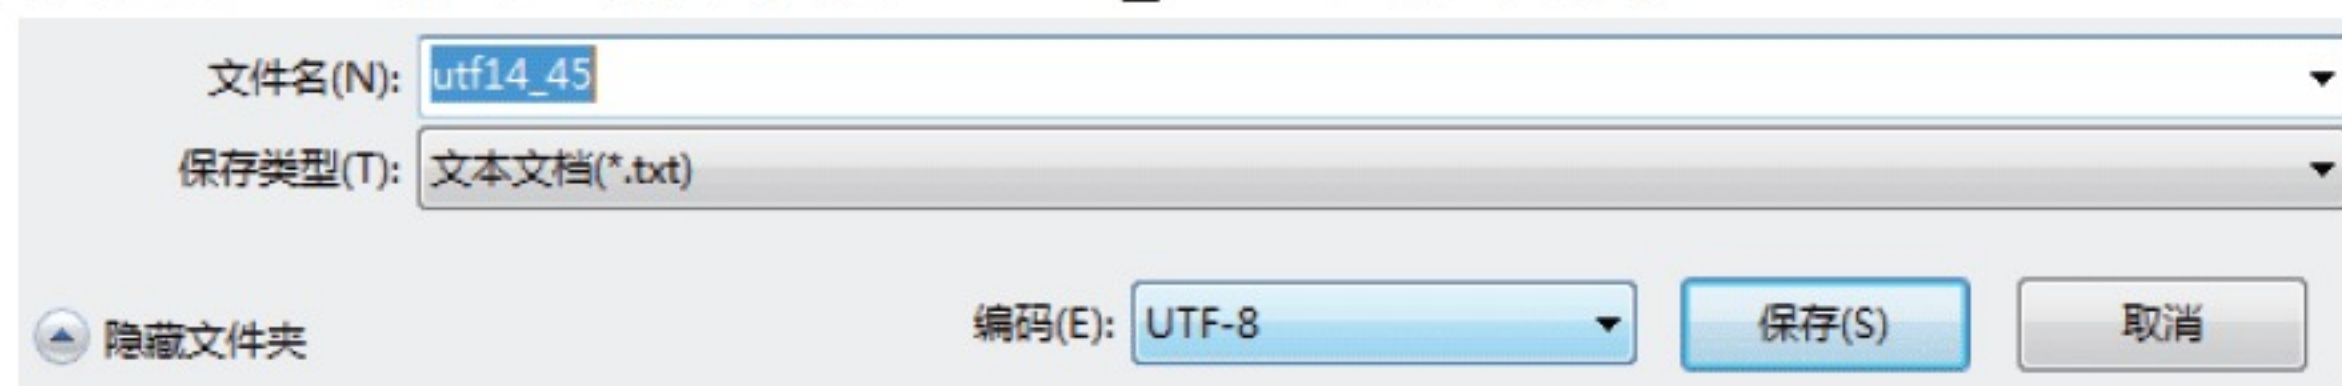 文件名(N): utf14_45
保存类型(T): 文本文档(*.txt)
隐藏文件夹 编码(E): UTF-8 保存(S) 取消